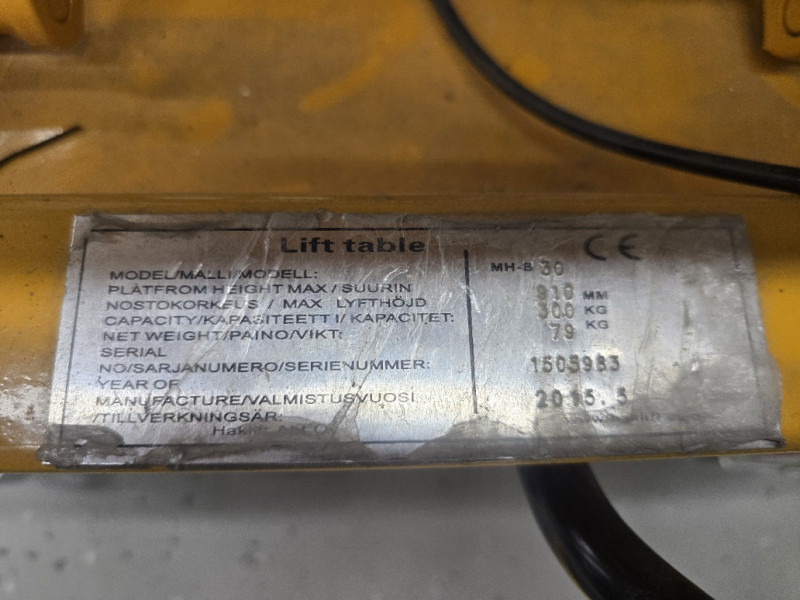 Lift table CE
MODEL/MALLI/MODELL: MH-S 30
PLATFROM HEIGHT MAX / SUURIN
NOSTOKORKEUS / MAX LYFTHÖJD 810 MM
CAPACITY/KAPASITEETTI/KAPACITET: 300 KG
NET WEIGHT/PAINO/VIKT: 79 KG
SERIAL
NO/SARJANUMERO/SERIENUMMER: 1505983
YEAR OF
MANUFACTURE/VALMISTUSVUOSI 2015.5
/TILLVERKNINGSÄR: